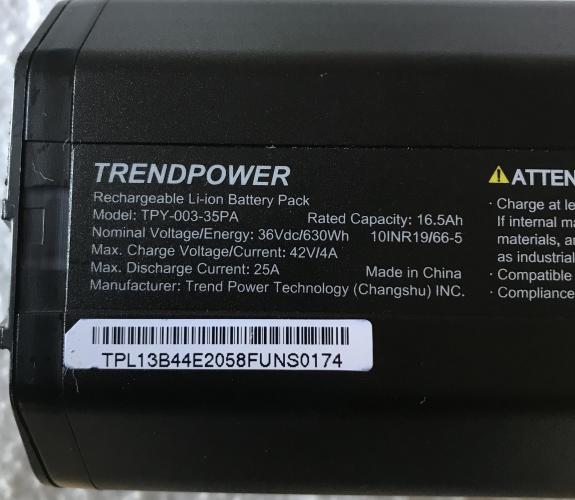 TRENDPOWER
Rechargeable Li-ion Battery Pack
Model: TPY-003-35PA Rated Capacity: 16.5Ah
Nominal Voltage/Energy: 36Vdc/630Wh 10INR19/66-5
Max. Charge Voltage/Current: 42V/4A
Max. Discharge Current: 25A Made in China
Manufacturer: Trend Power Technology (Changshu) INC.
TPL13B44E2058FUNS0174
ATTEN
· Charge at le
If internal ma
materials, a
as industrial
· Compatible
· Compliance